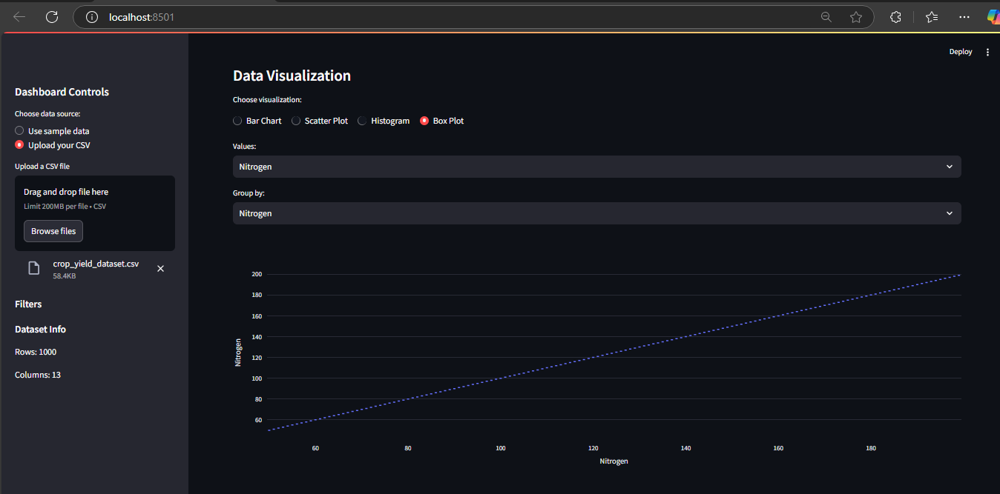 localhost:8501
Deploy
Dashboard Controls
Choose data source:
Use sample data
Upload your CSV
Upload a CSV file
Drag and drop file here
Limit 200MB per file • CSV
Browse files
crop_yield_dataset.csv
58.4KB
Filters
Dataset Info
Rows: 1000
Columns: 13
Data Visualization
Choose visualization:
Bar Chart Scatter Plot Histogram Box Plot
Values:
Nitrogen
Group by:
Nitrogen
200
180
160
140
120
100
80
60
Nitrogen
60 80 100 120 140 160 180
Nitrogen